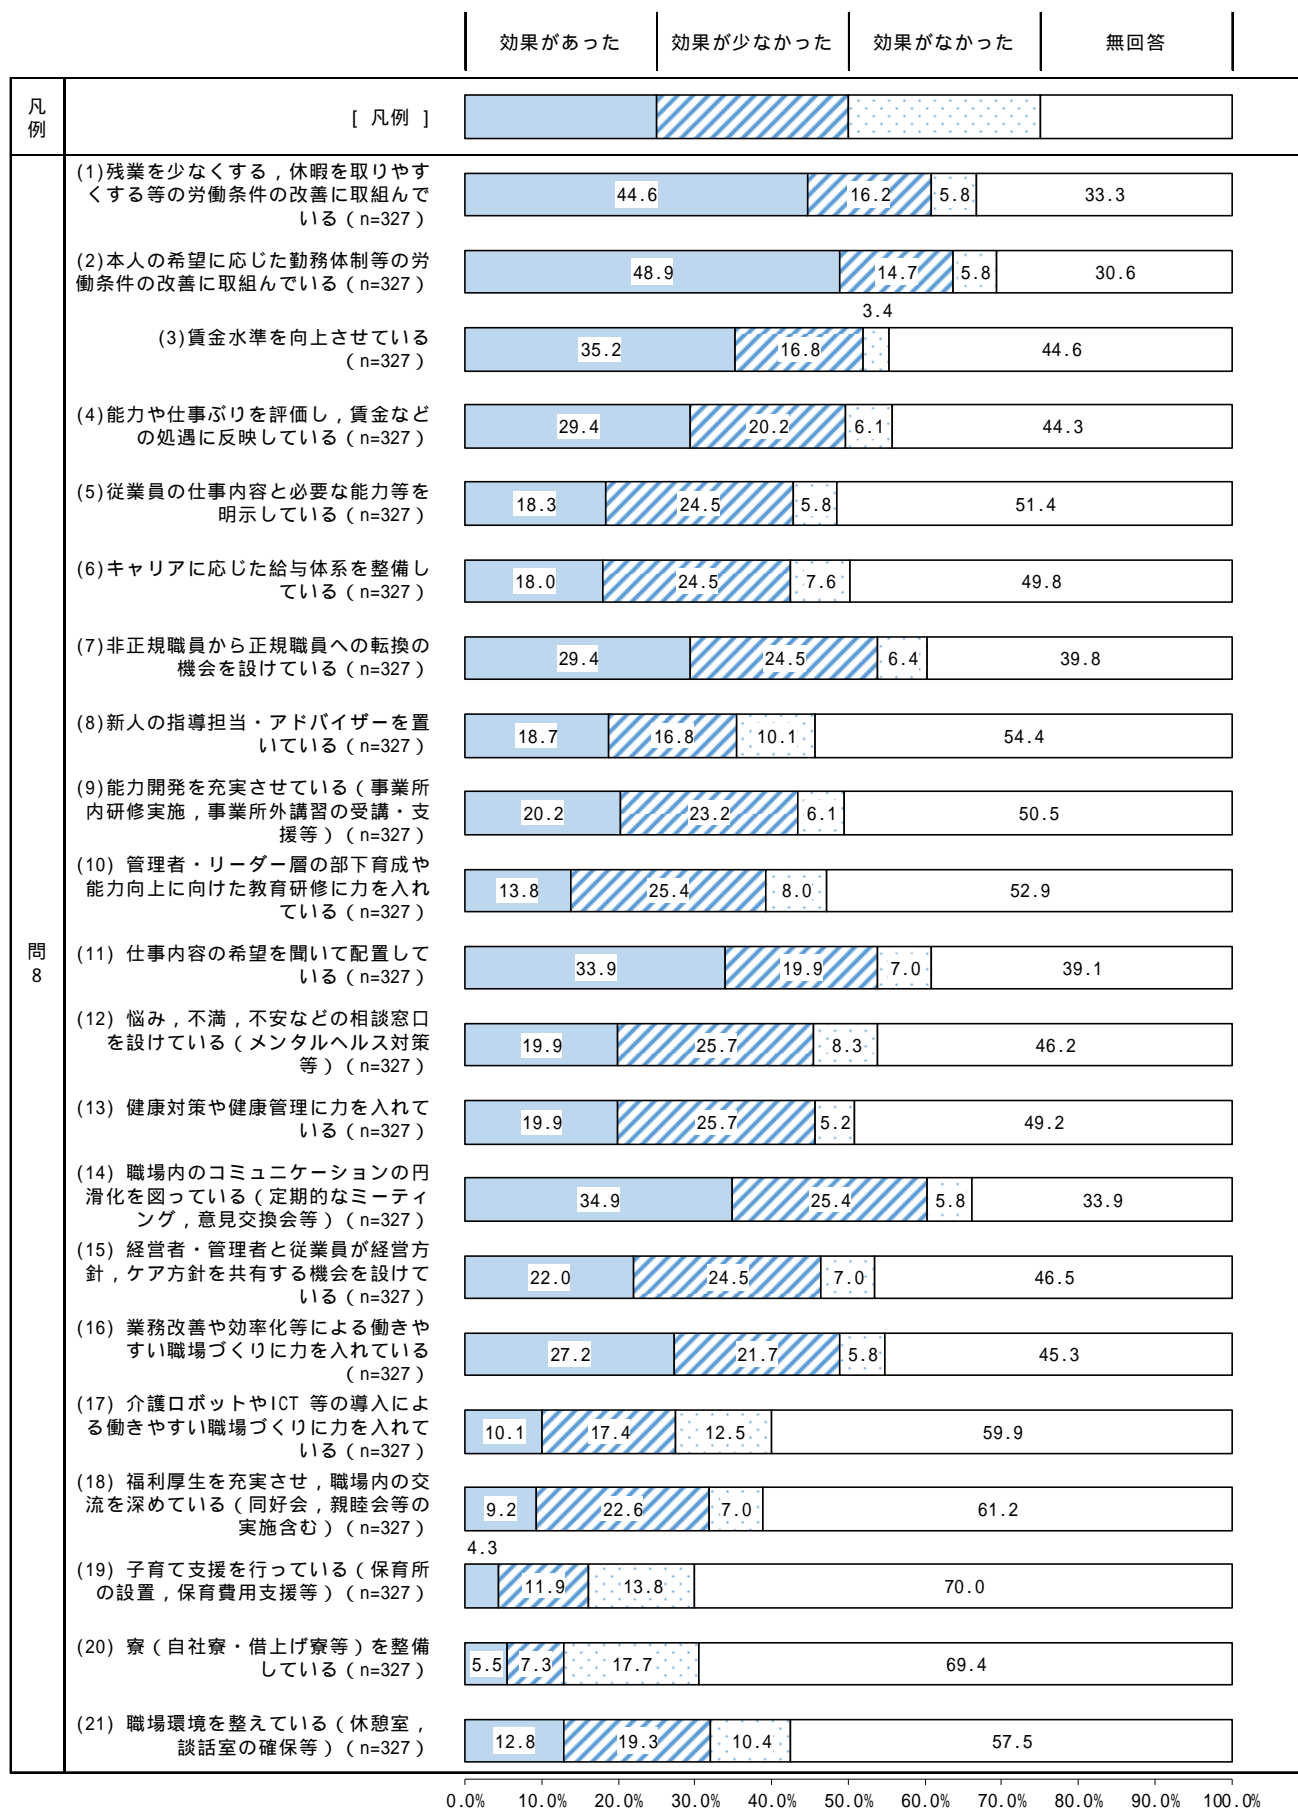 効果があった 効果が少なかった 効果がなかった 無回答
凡例 [ 凡例 ]
問8
(1)残業を少なくする，休暇を取りやす
くする等の労働条件の改善に取組んで
いる（n=327）
44.6 16.2 5.8 33.3
(2)本人の希望に応じた勤務体制等の労
働条件の改善に取組んでいる（n=327）
48.9 14.7 5.8 30.6
(3)賃金水準を向上させている
（n=327）
35.2 16.8 3.4 44.6
(4)能力や仕事ぶりを評価し，賃金など
の処遇に反映している（n=327）
29.4 20.2 6.1 44.3
(5)従業員の仕事内容と必要な能力等を
明示している（n=327）
18.3 24.5 5.8 51.4
(6)キャリアに応じた給与体系を整備し
ている（n=327）
18.0 24.5 7.6 49.8
(7)非正規職員から正規職員への転換の
機会を設けている（n=327）
29.4 24.5 6.4 39.8
(8)新人の指導担当・アドバイザーを置
いている（n=327）
18.7 16.8 10.1 54.4
(9)能力開発を充実させている（事業所
内研修実施，事業所外講習の受講・支
援等）（n=327）
20.2 23.2 6.1 50.5
(10) 管理者・リーダー層の部下育成や
能力向上に向けた教育研修に力を入れ
ている（n=327）
13.8 25.4 8.0 52.9
(11) 仕事内容の希望を聞いて配置して
いる（n=327）
33.9 19.9 7.0 39.1
(12) 悩み，不満，不安などの相談窓口
を設けている（メンタルヘルス対策
等）（n=327）
19.9 25.7 8.3 46.2
(13) 健康対策や健康管理に力を入れて
いる（n=327）
19.9 25.7 5.2 49.2
(14) 職場内のコミュニケーションの円
滑化を図っている（定期的なミーティ
ング，意見交換会等）（n=327）
34.9 25.4 5.8 33.9
(15) 経営者・管理者と従業員が経営方
針，ケア方針を共有する機会を設けて
いる（n=327）
22.0 24.5 7.0 46.5
(16) 業務改善や効率化等による働きや
すい職場づくりに力を入れている
（n=327）
27.2 21.7 5.8 45.3
(17) 介護ロボットやICT 等の導入によ
る働きやすい職場づくりに力を入れて
いる（n=327）
10.1 17.4 12.5 59.9
(18) 福利厚生を充実させ，職場内の交
流を深めている（同好会，親睦会等の
実施含む）（n=327）
9.2 22.6 7.0 61.2
(19) 子育て支援を行っている（保育所
の設置，保育費用支援等）（n=327）
4.3 11.9 13.8 70.0
(20) 寮（自社寮・借上げ寮等）を整備
している（n=327）
5.5 7.3 17.7 69.4
(21) 職場環境を整えている（休憩室，
談話室の確保等）（n=327）
12.8 19.3 10.4 57.5
0.0% 10.0% 20.0% 30.0% 40.0% 50.0% 60.0% 70.0% 80.0% 90.0% 100.0%